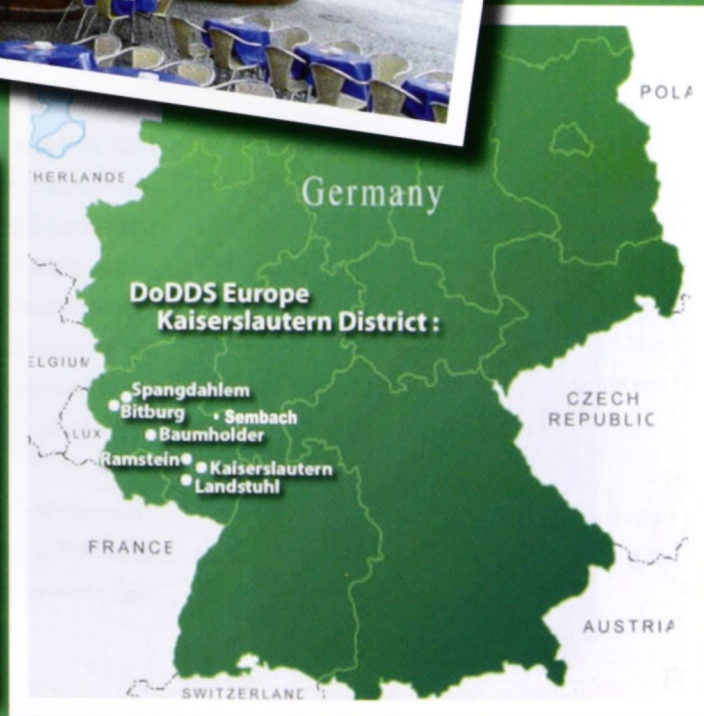 POLA
HERLANDS
Germany
DoDDS Europe
Kaiserslautern District :
ELGIUM
Spangdahlem
Bitburg
Sembach
CZECH
REPUBLIC
LUX
Baumholder
Ramstein
Kaiserslautern
Landstuhl
FRANCE
AUSTRIA
SWITZERLAND